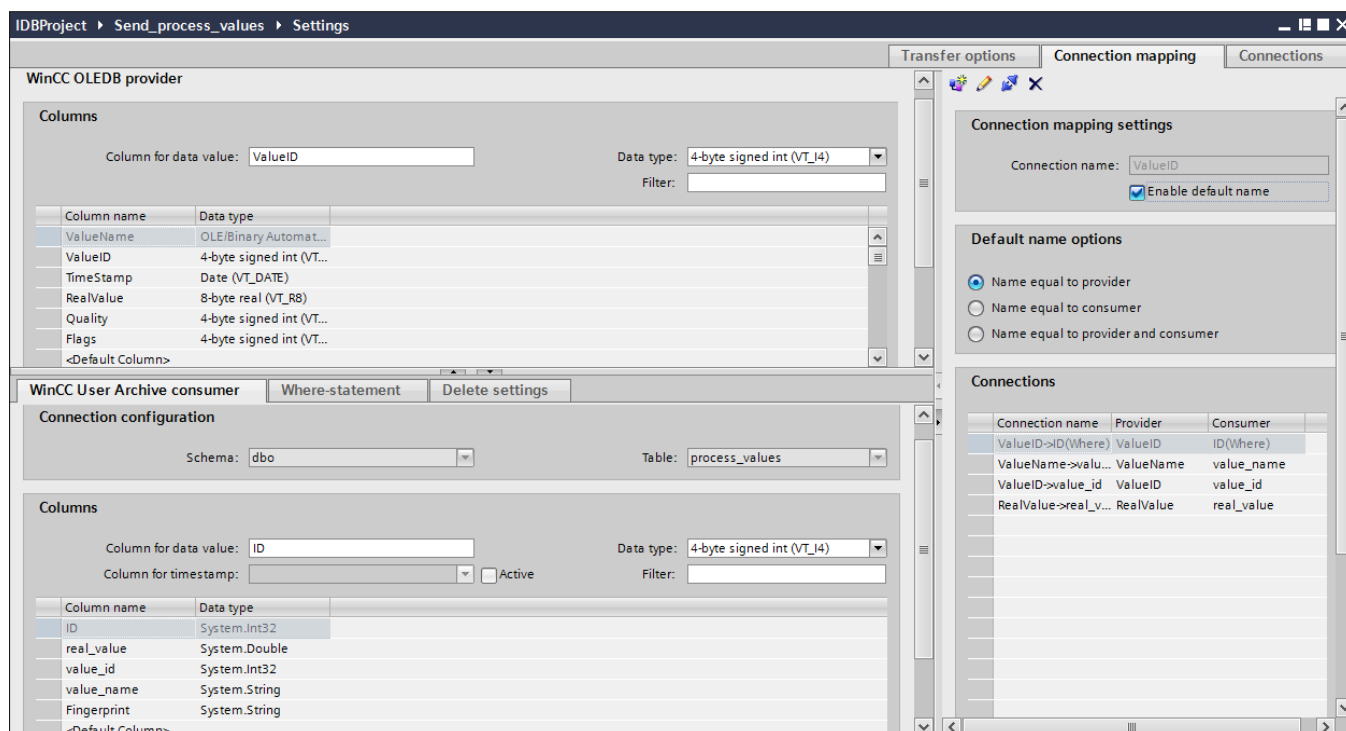 IDBProject ▸ Send_process_values ▸ Settings
Transfer options Connection mapping Connections
WinCC OLEDB provider
Columns
Column for data value: ValueID Data type: 4-byte signed int (VT_I4)
Filter:
Column name Data type
ValueName OLE/Binary Automat...
ValueID 4-byte signed int (VT...
TimeStamp Date (VT_DATE)
RealValue 8-byte real (VT_R8)
Quality 4-byte signed int (VT...
Flags 4-byte signed int (VT...
<Default Column>
WinCC User Archive consumer Where-statement Delete settings
Connection configuration
Schema: dbo Table: process_values
Columns
Column for data value: ID Data type: 4-byte signed int (VT_I4)
Column for timestamp: Active Filter:
Column name Data type
ID System.Int32
real_value System.Double
value_id System.Int32
value_name System.String
Fingerprint System.String
<Default Column>
Connection mapping settings
Connection name: ValueID
Enable default name
Default name options
Name equal to provider
Name equal to consumer
Name equal to provider and consumer
Connections
Connection name Provider Consumer
ValueID->ID(Where) ValueID ID(Where)
ValueName->valu... ValueName value_name
ValueID->value_id ValueID value_id
RealValue->real_v... RealValue real_value